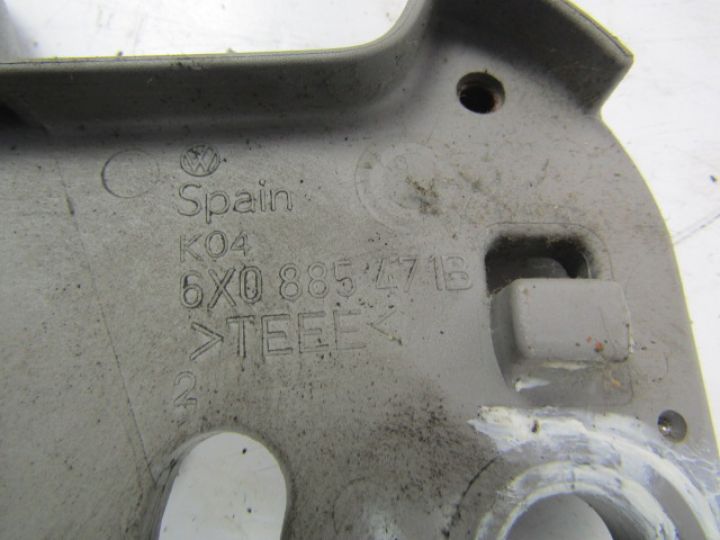 Spain
K04
6X0 885 471B
>TEEE<
2